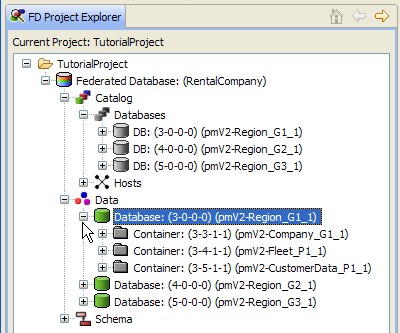 FD Project Explorer
Current Project: TutorialProject
TutorialProject
Federated Database: (RentalCompany)
Catalog
Databases
DB: (3-0-0-0) (pmV2-Region_G1_1)
DB: (4-0-0-0) (pmV2-Region_G2_1)
DB: (5-0-0-0) (pmV2-Region_G3_1)
Hosts
Data
Database: (3-0-0-0) (pmV2-Region_G1_1)
Container: (3-3-1-1) (pmV2-Company_G1_1)
Container: (3-4-1-1) (pmV2-Fleet_P1_1)
Container: (3-5-1-1) (pmV2-CustomerData_P1_1)
Database: (4-0-0-0) (pmV2-Region_G2_1)
Database: (5-0-0-0) (pmV2-Region_G3_1)
Schema